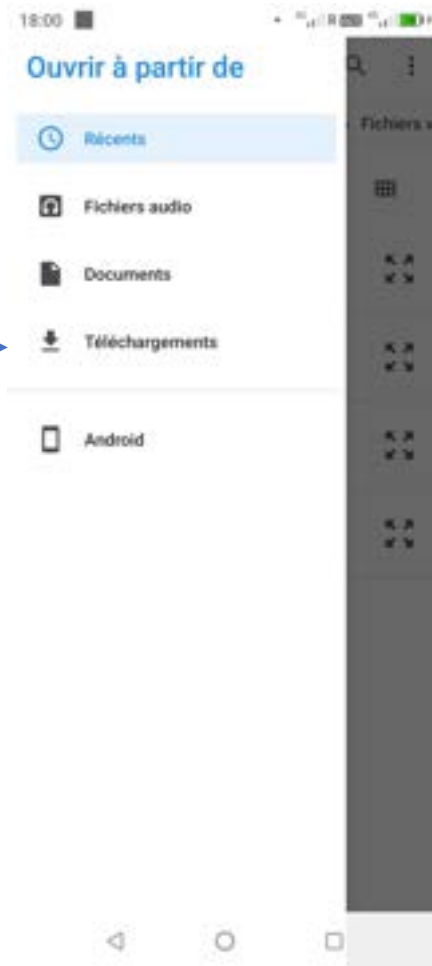 18:00
Ouvrir à partir de
Récents
Fichiers v
Fichiers audio
Documents
Téléchargements
Android